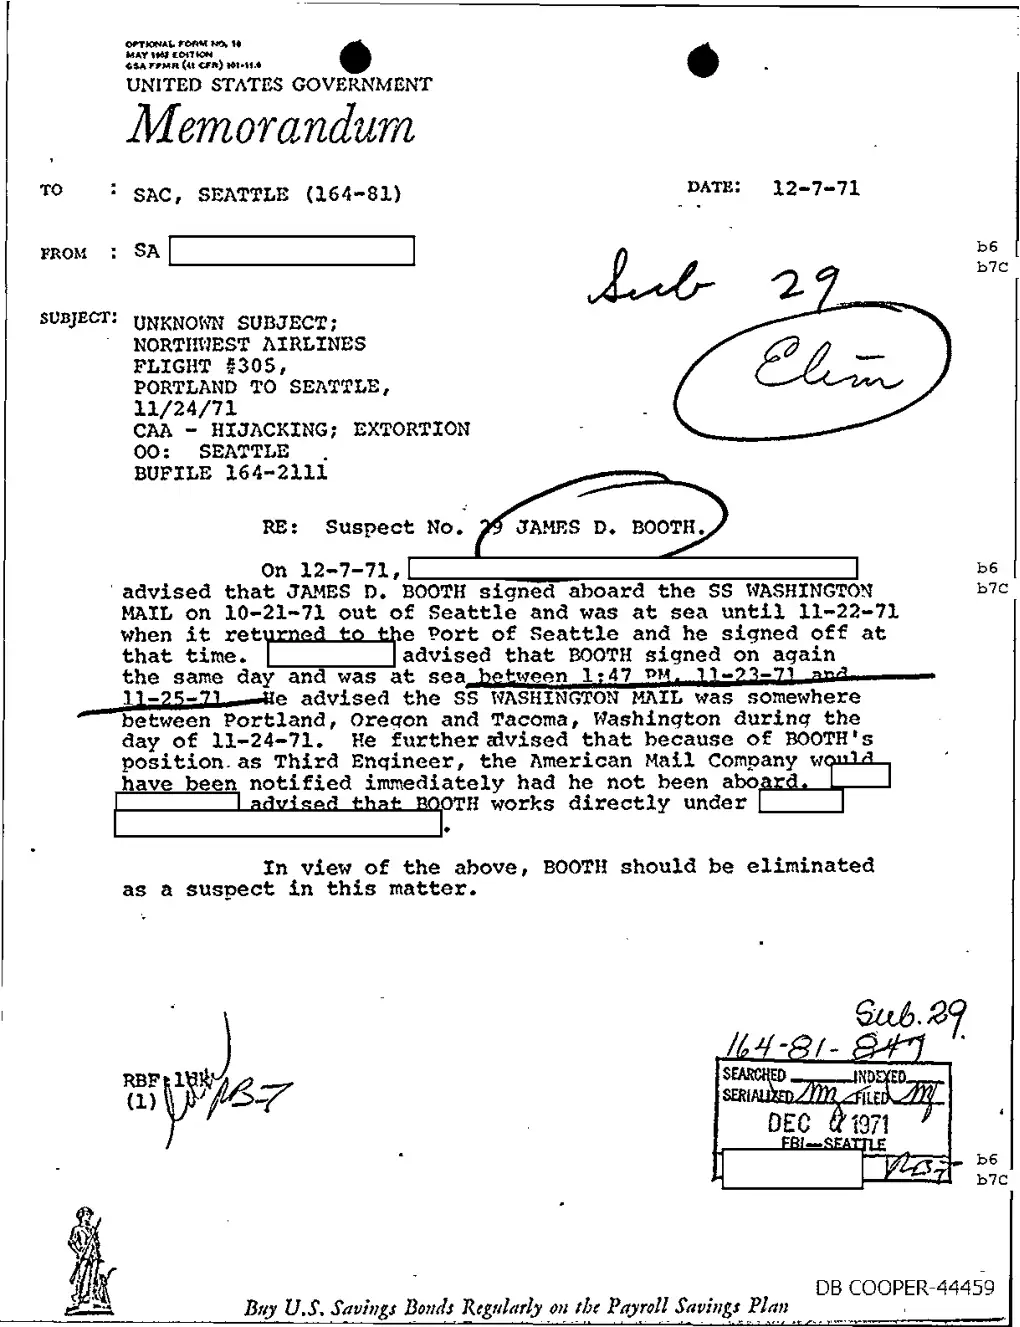 OPTIONAL FORM NO. 10
MAY 1962 EDITION
GSA FPMR (41 CFR) 101-11.6
UNITED STATES GOVERNMENT
Memorandum
TO : SAC, SEATTLE (164-81) DATE: 12-7-71
FROM : SA b6
b7C
Sub 29
Elim
SUBJECT: UNKNOWN SUBJECT;
NORTHWEST AIRLINES
FLIGHT #305,
PORTLAND TO SEATTLE,
11/24/71
CAA - HIJACKING; EXTORTION
OO: SEATTLE
BUFILE 164-2111
RE: Suspect No. 29 JAMES D. BOOTH.
On 12-7-71, b6
b7C
advised that JAMES D. BOOTH signed aboard the SS WASHINGTON
MAIL on 10-21-71 out of Seattle and was at sea until 11-22-71
when it returned to the Port of Seattle and he signed off at
that time. advised that BOOTH signed on again
the same day and was at sea between 1:47 PM, 11-23-71 and
11-25-71. He advised the SS WASHINGTON MAIL was somewhere
between Portland, Oregon and Tacoma, Washington during the
day of 11-24-71. He further advised that because of BOOTH's
position as Third Engineer, the American Mail Company would
have been notified immediately had he not been aboard.
advised that BOOTH works directly under
.
In view of the above, BOOTH should be eliminated
as a suspect in this matter.
Sub. 29
164-81-847
RBF
(1)
SEARCHED INDEXED
SERIALIZED FILED
DEC 1971
FBI—SEATTLE
b6
b7C
DB COOPER-44459
Buy U.S. Savings Bonds Regularly on the Payroll Savings Plan